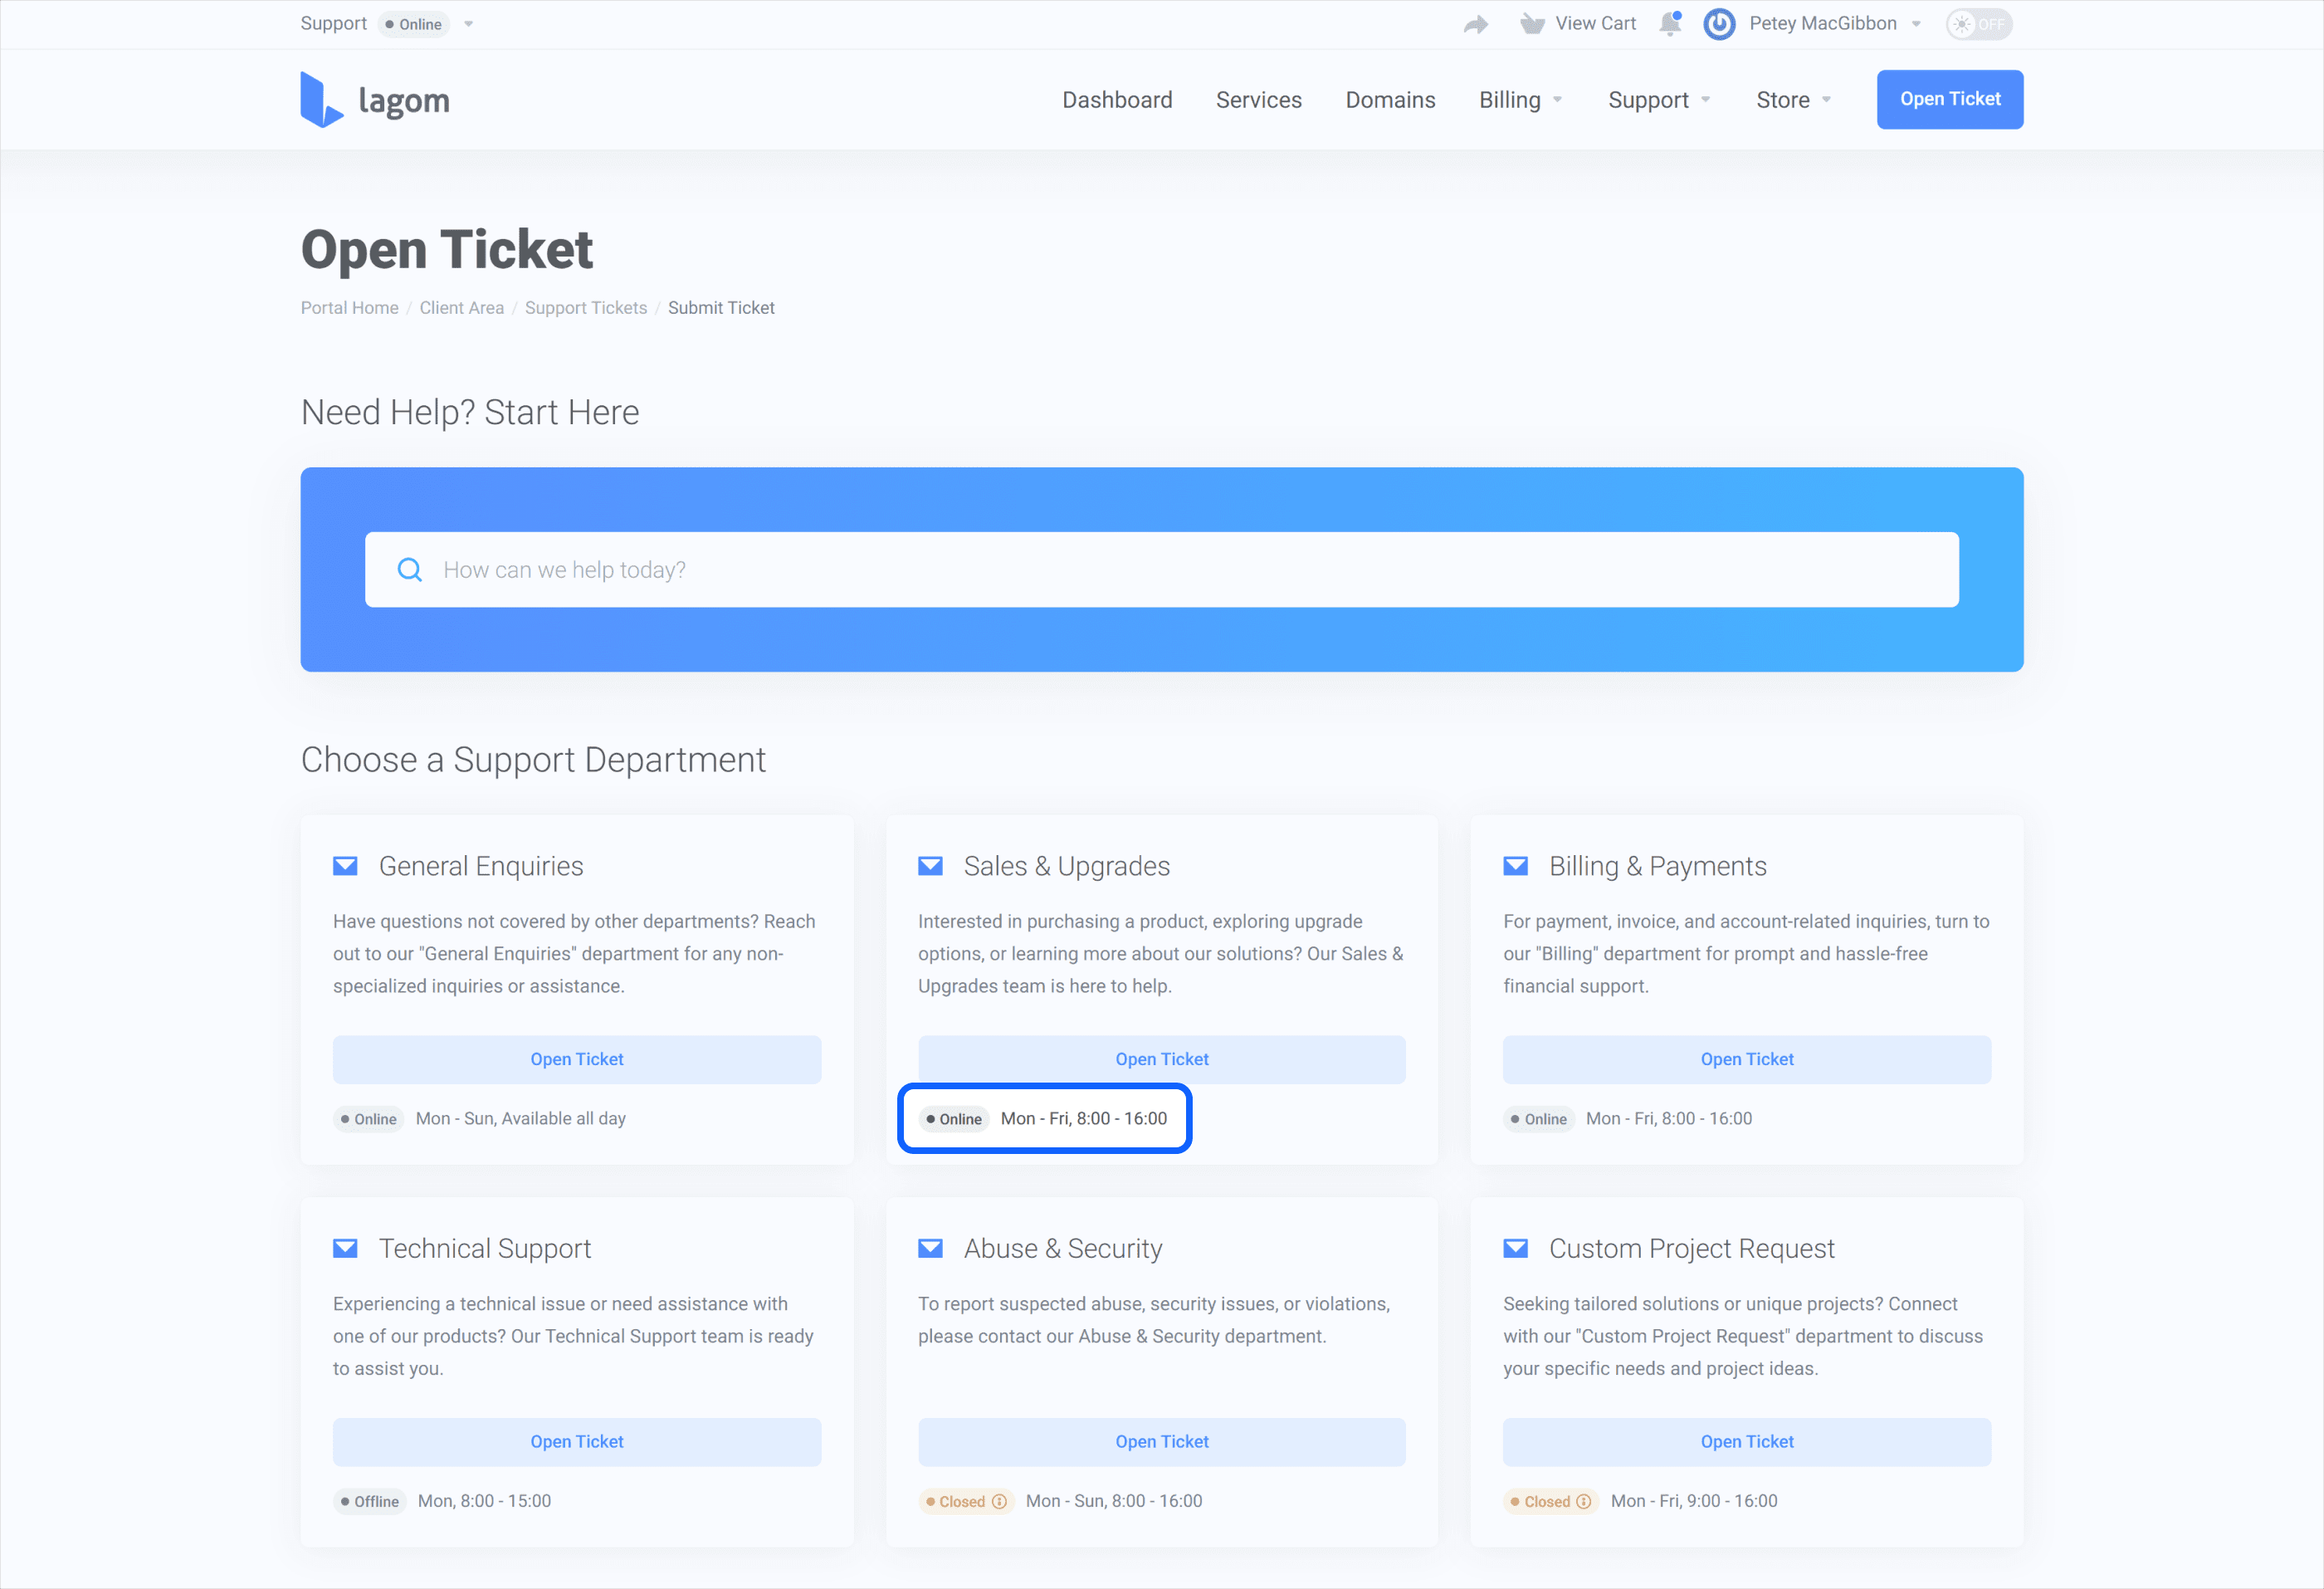 Support Online
View Cart
Petey MacGibbon
OFF
lagom
Dashboard
Services
Domains
Billing
Support
Store
Open Ticket
Open Ticket
Portal Home / Client Area / Support Tickets / Submit Ticket
Need Help? Start Here
How can we help today?
Choose a Support Department
General Enquiries
Have questions not covered by other departments? Reach
out to our "General Enquiries" department for any non-
specialized inquiries or assistance.
Open Ticket
Online Mon - Sun, Available all day
Sales & Upgrades
Interested in purchasing a product, exploring upgrade
options, or learning more about our solutions? Our Sales &
Upgrades team is here to help.
Open Ticket
Online Mon - Fri, 8:00 - 16:00
Billing & Payments
For payment, invoice, and account-related inquiries, turn to
our "Billing" department for prompt and hassle-free
financial support.
Open Ticket
Online Mon - Fri, 8:00 - 16:00
Technical Support
Experiencing a technical issue or need assistance with
one of our products? Our Technical Support team is ready
to assist you.
Open Ticket
Offline Mon, 8:00 - 15:00
Abuse & Security
To report suspected abuse, security issues, or violations,
please contact our Abuse & Security department.
Open Ticket
Closed Mon - Sun, 8:00 - 16:00
Custom Project Request
Seeking tailored solutions or unique projects? Connect
with our "Custom Project Request" department to discuss
your specific needs and project ideas.
Open Ticket
Closed Mon - Fri, 9:00 - 16:00